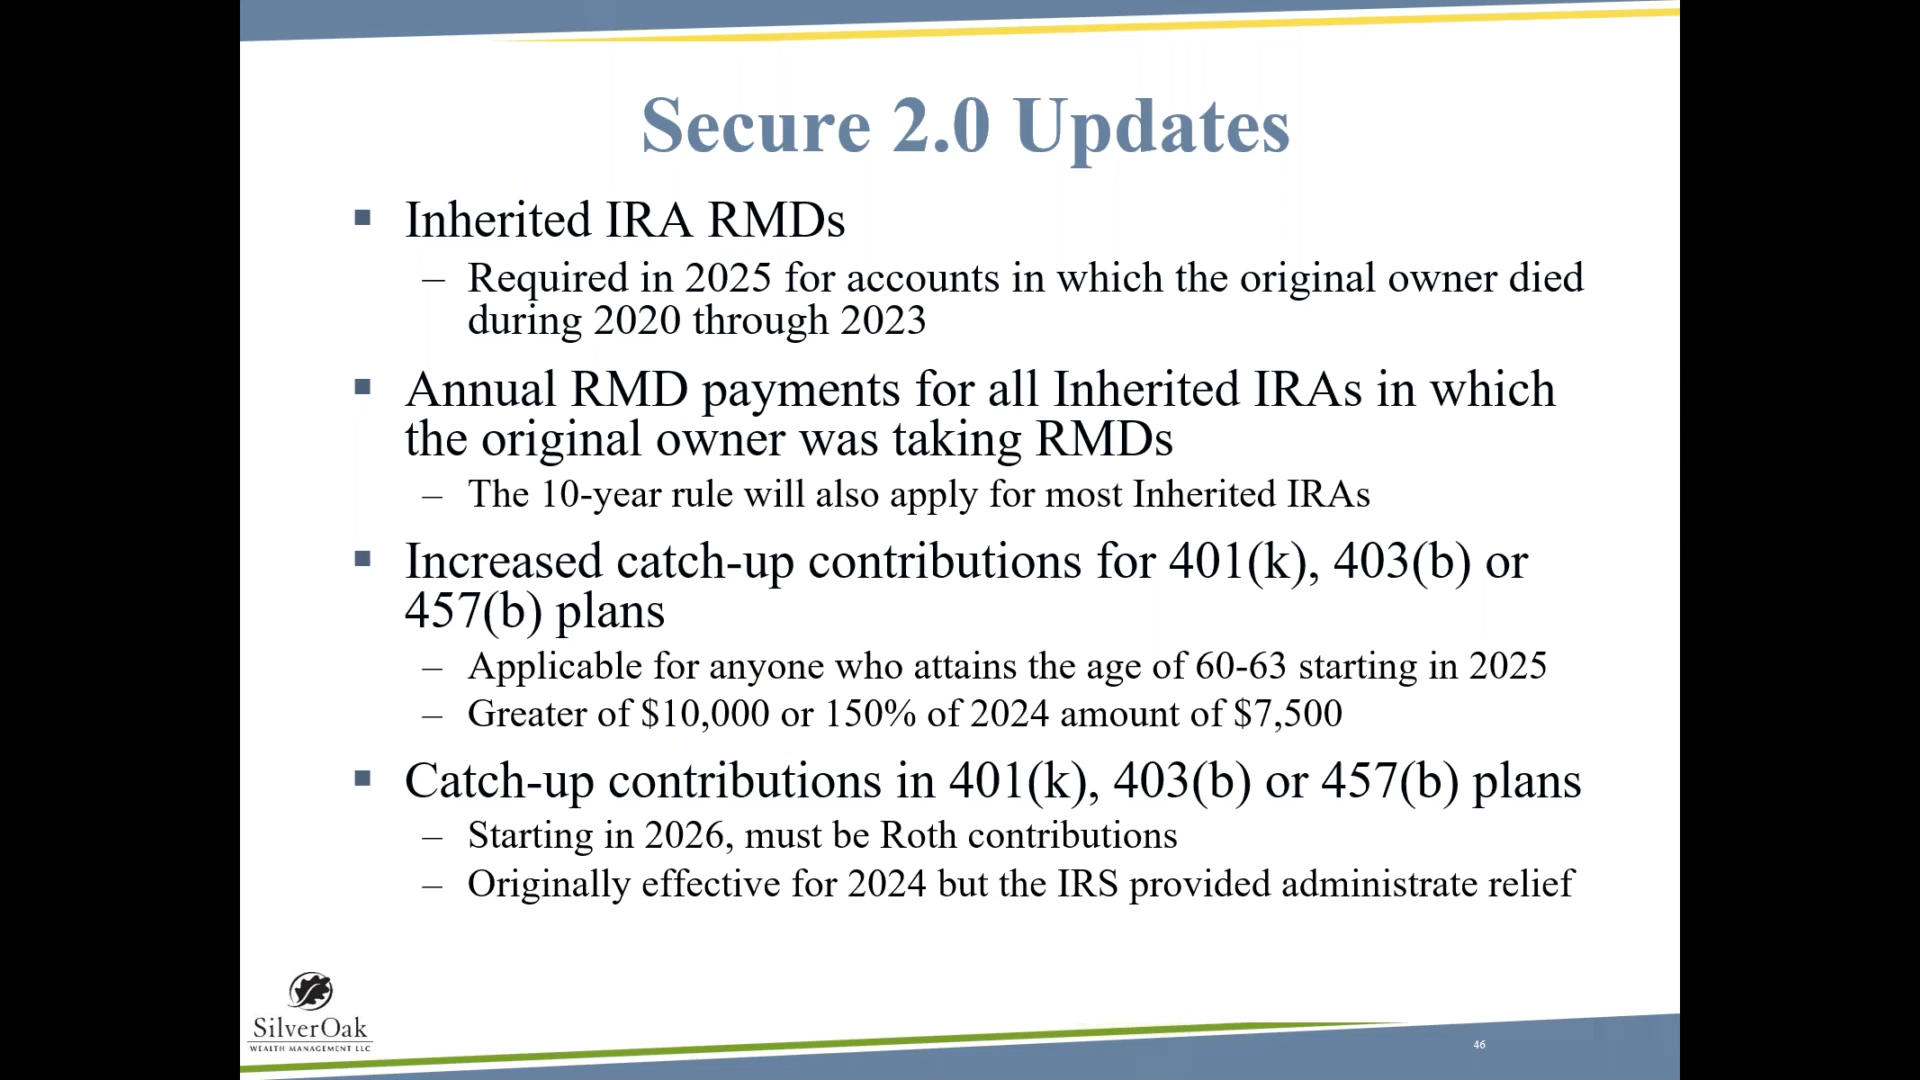 Secure 2.0 Updates
Inherited IRA RMDs
– Required in 2025 for accounts in which the original owner died
during 2020 through 2023
Annual RMD payments for all Inherited IRAs in which
the original owner was taking RMDs
– The 10-year rule will also apply for most Inherited IRAs
Increased catch-up contributions for 401(k), 403(b) or
457(b) plans
– Applicable for anyone who attains the age of 60-63 starting in 2025
– Greater of $10,000 or 150% of 2024 amount of $7,500
Catch-up contributions in 401(k), 403(b) or 457(b) plans
– Starting in 2026, must be Roth contributions
– Originally effective for 2024 but the IRS provided administrate relief
SilverOak
WEALTH MANAGEMENT LLC
46